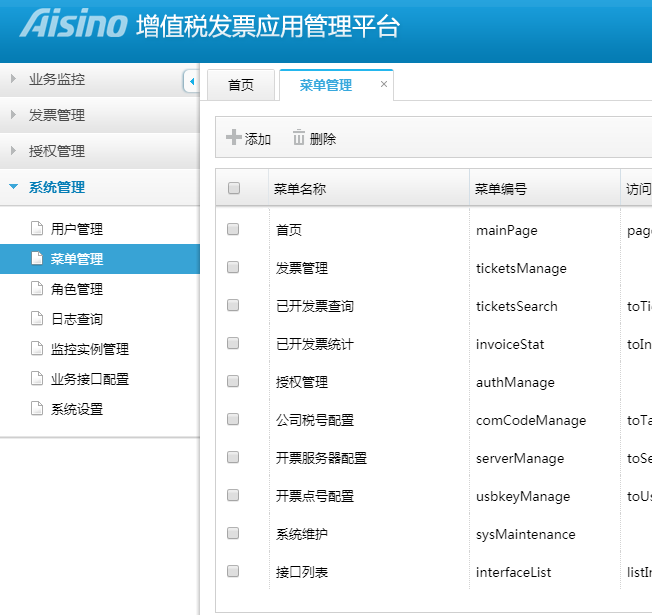 Aisino 增值税发票应用管理平台
业务监控
发票管理
授权管理
系统管理
用户管理
菜单管理
角色管理
日志查询
监控实例管理
业务接口配置
系统设置
首页 菜单管理 ×
添加 删除
菜单名称 菜单编号 访问
首页 mainPage page
发票管理 ticketsManage
已开发票查询 ticketsSearch toTi
已开发票统计 invoiceStat toIn
授权管理 authManage
公司税号配置 comCodeManage toTa
开票服务器配置 serverManage toSe
开票点号配置 usbkeyManage toUs
系统维护 sysMaintenance
接口列表 interfaceList listIn